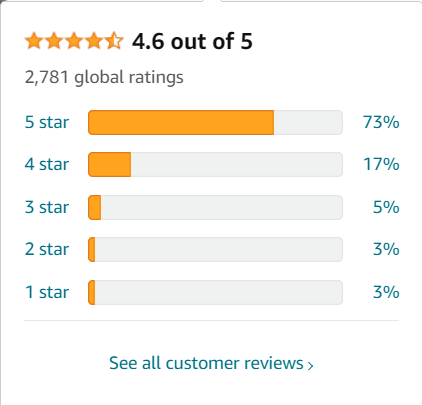 4.6 out of 5
2,781 global ratings
5 star 73%
4 star 17%
3 star 5%
2 star 3%
1 star 3%
See all customer reviews ›